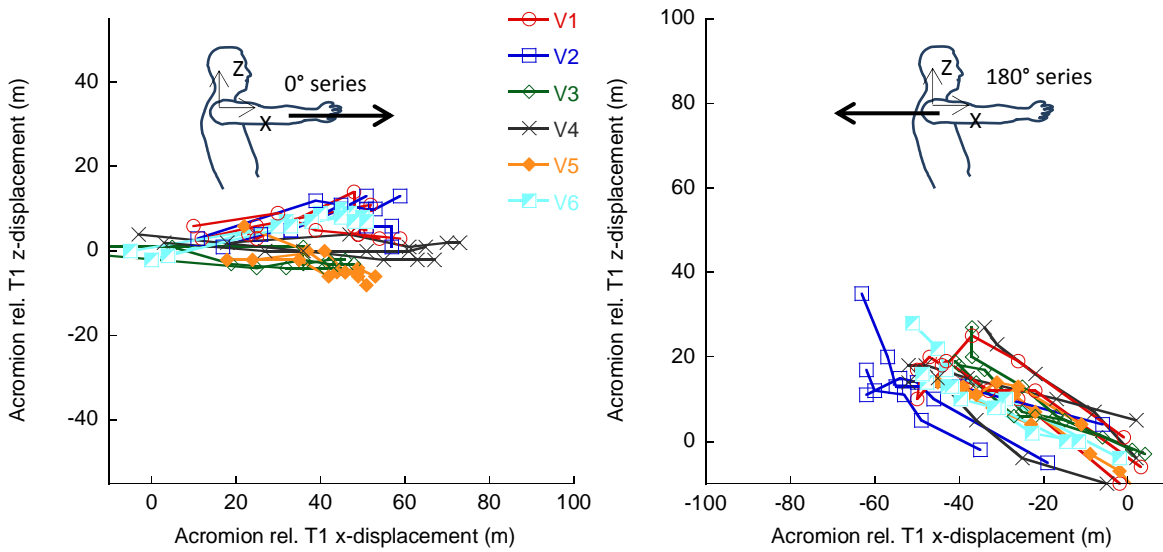 V1
V2
V3
V4
V5
V6
Z
X
0° series
40
20
0
-20
-40
0
20
40
60
80
100
Acromion rel. T1 z-displacement (m)
Acromion rel. T1 x-displacement (m)
Z
X
180° series
100
80
60
40
20
0
-100
-80
-60
-40
-20
0
Acromion rel. T1 z-displacement (m)
Acromion rel. T1 x-displacement (m)